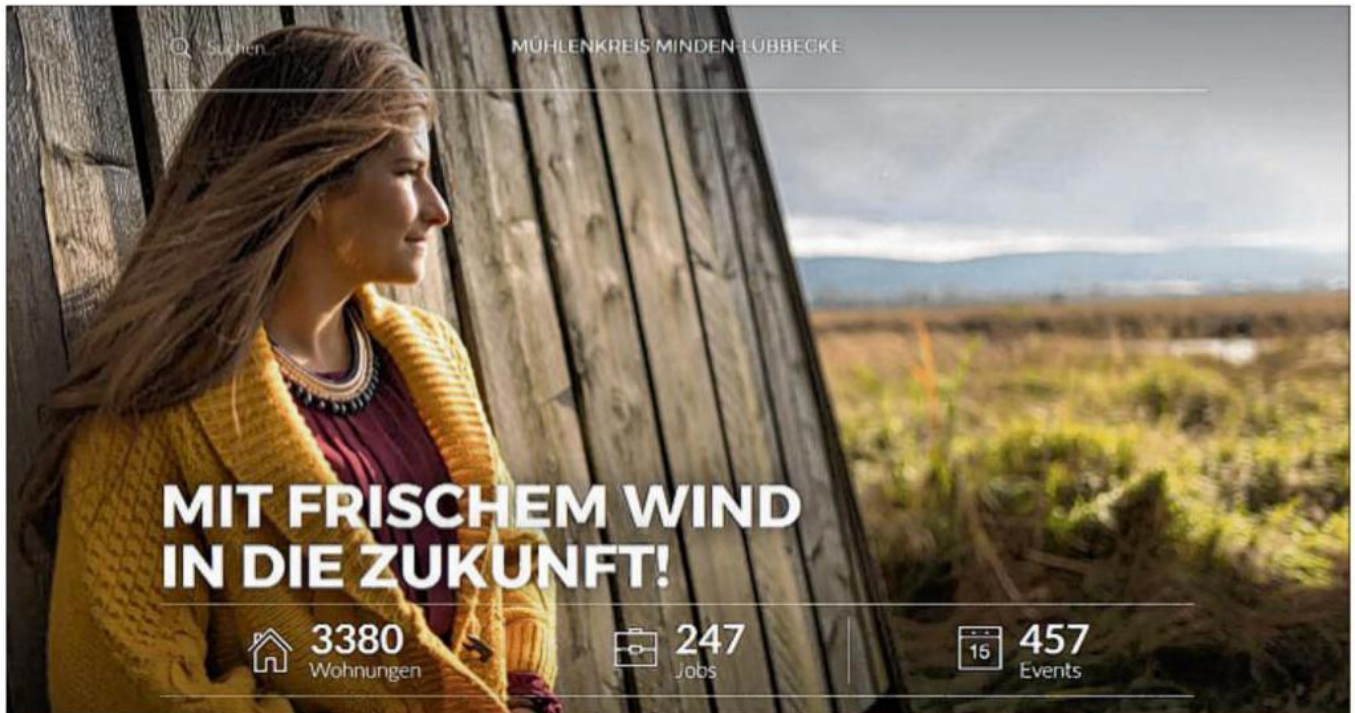 Suchen...
MÜHLENKREIS MINDEN-LÜBBECKE
MIT FRISCHEM WIND
IN DIE ZUKUNFT!
3380
Wohnungen
247
Jobs
15
457
Events